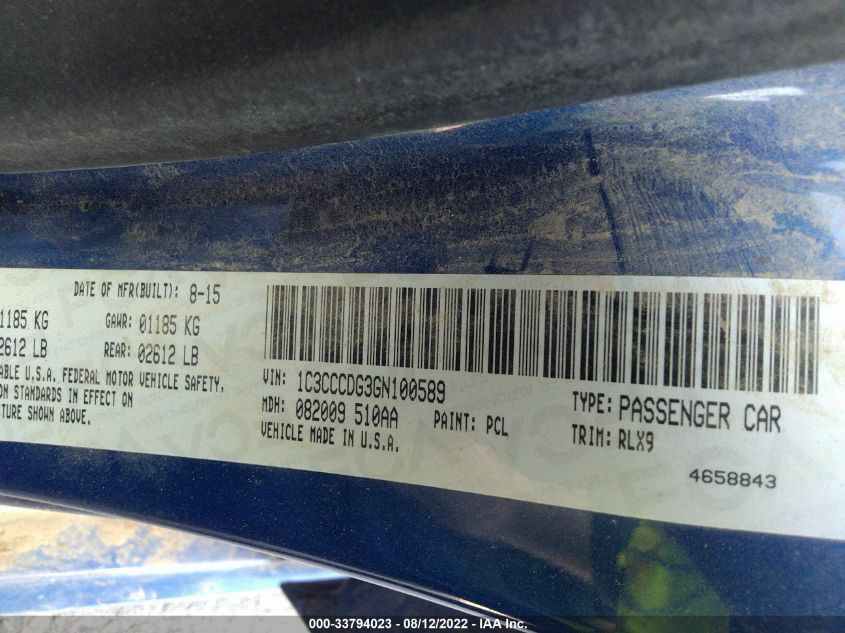 DATE OF MFR(BUILT): 8-15
1185 KG GAWR: 01185 KG
2612 LB REAR: 02612 LB
ABLE U.S.A. FEDERAL MOTOR VEHICLE SAFETY,
ON STANDARDS IN EFFECT ON
TURE SHOWN ABOVE.
VIN: 1C3CCCDG3GN100589
MDH: 082009 510AA PAINT: PCL
VEHICLE MADE IN U.S.A.
TYPE: PASSENGER CAR
TRIM: RLX9
4658843
000-33794023 - 08/12/2022 - IAA Inc.